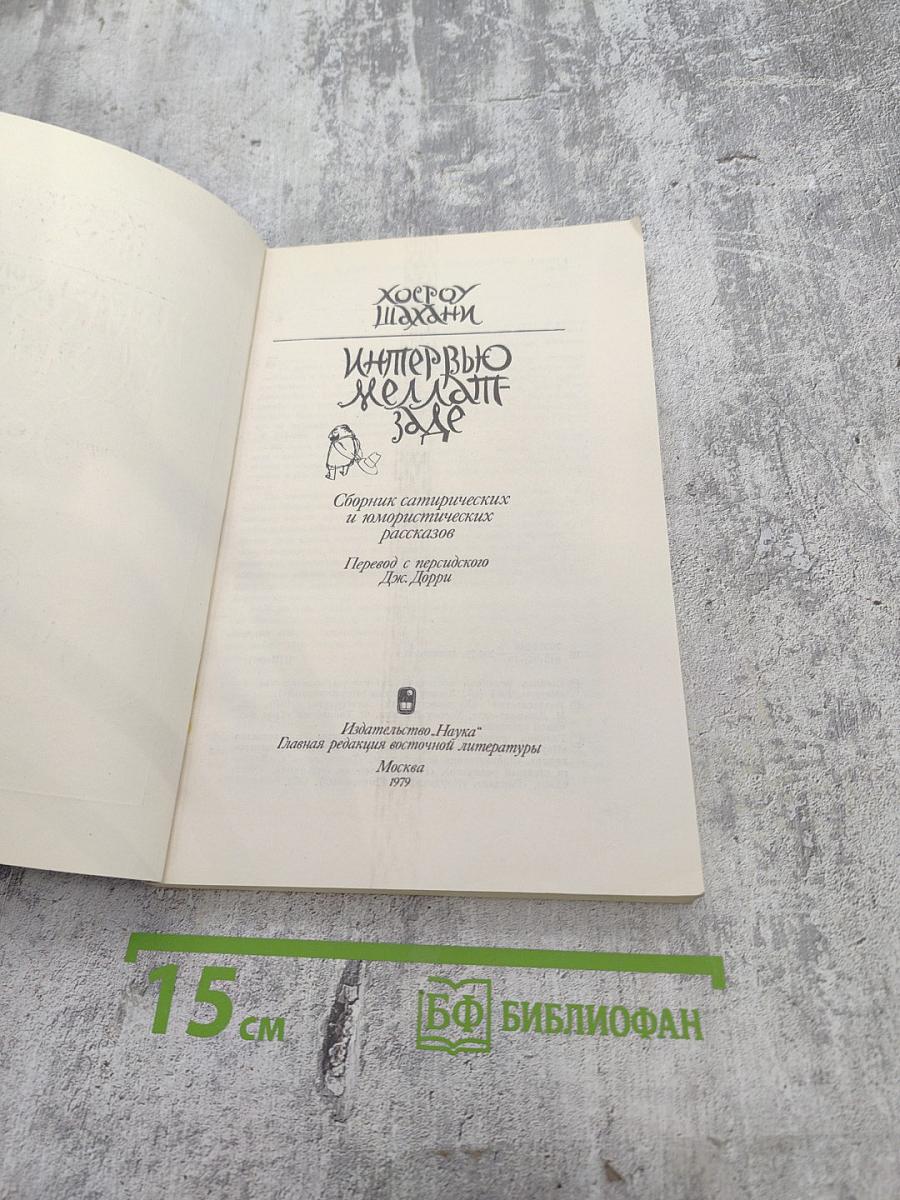 Хосроу
Шахани
Интервью
Меллат-
заде
Сборник сатирических
и юмористических
рассказов
Перевод с персидского
Дж. Дорри
Издательство „Наука“
Главная редакция восточной литературы
Москва
1979
15 см
БФ БИБЛИОФАН